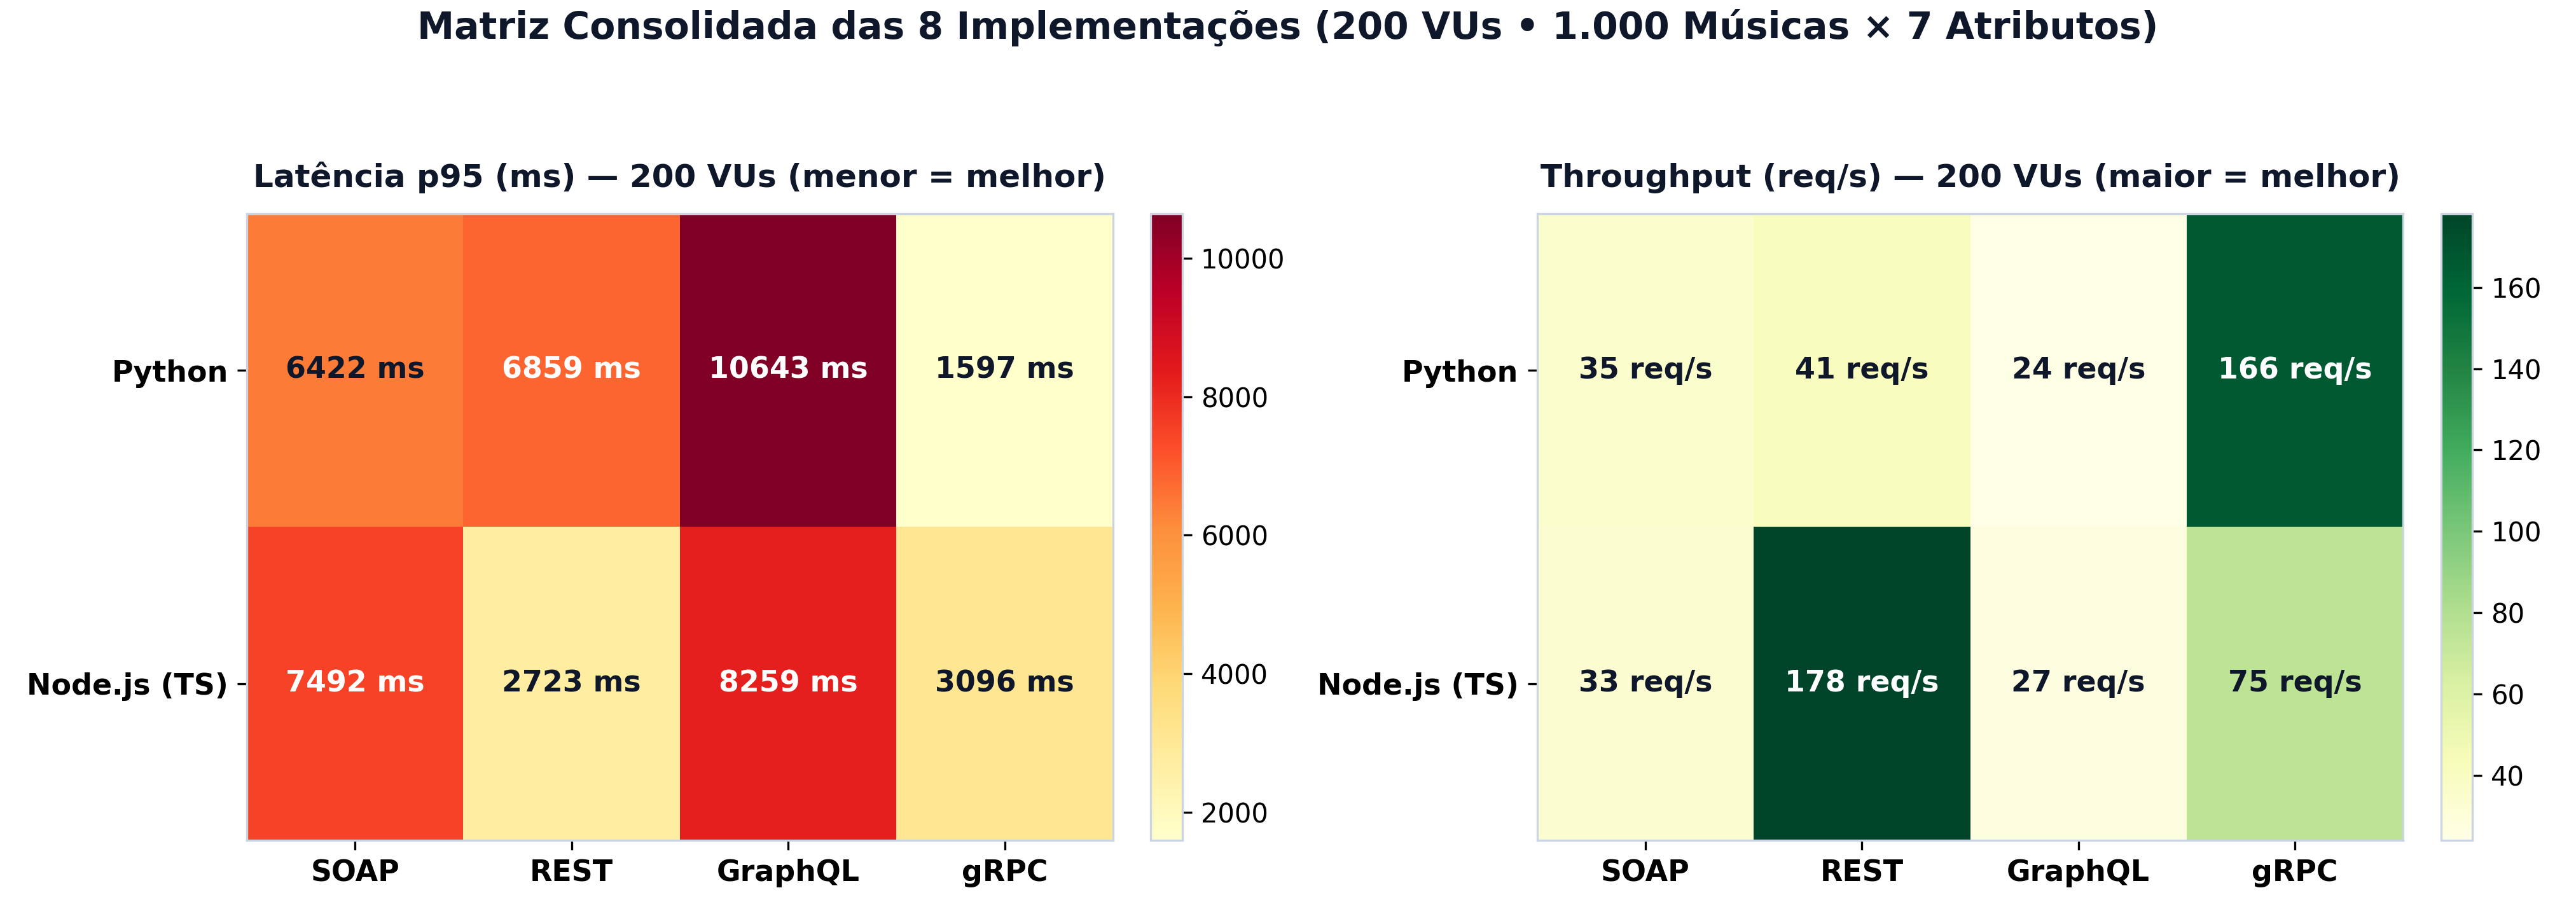 Matriz Consolidada das 8 Implementações (200 VUs • 1.000 Músicas × 7 Atributos)
Latência p95 (ms) — 200 VUs (menor = melhor)
Python
6422 ms
6859 ms
10643 ms
1597 ms
Node.js (TS)
7492 ms
2723 ms
8259 ms
3096 ms
SOAP
REST
GraphQL
gRPC
10000
8000
6000
4000
2000
Throughput (req/s) — 200 VUs (maior = melhor)
Python
35 req/s
41 req/s
24 req/s
166 req/s
Node.js (TS)
33 req/s
178 req/s
27 req/s
75 req/s
SOAP
REST
GraphQL
gRPC
160
140
120
100
80
60
40